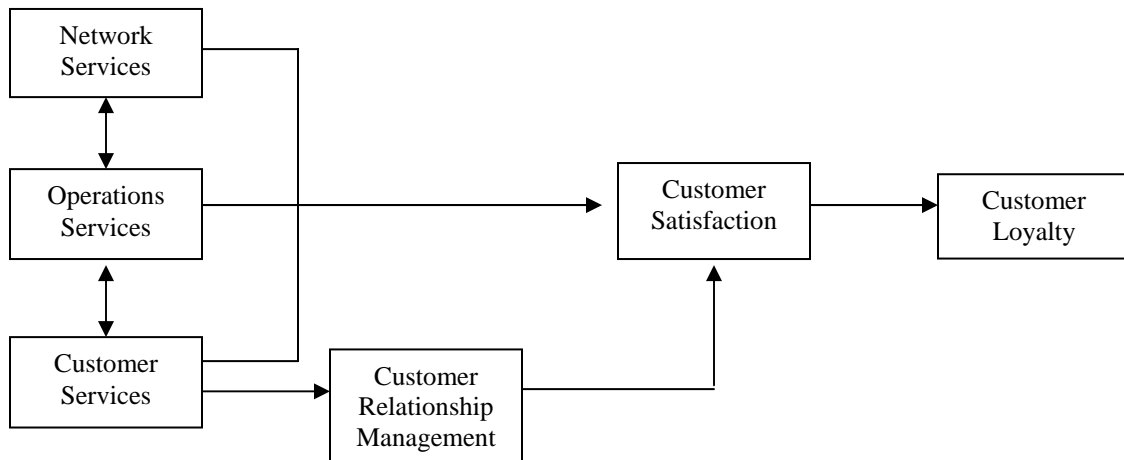 Network
Services
Operations
Services
Customer
Services
Customer
Relationship
Management
Customer
Satisfaction
Customer
Loyalty